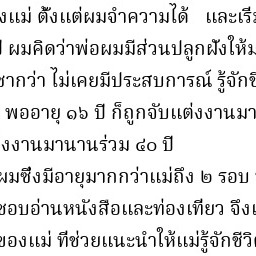 งแม่ ตั้งแต่ผมจำความได้ และเริ่
ผมคิดว่าพ่อผมมีส่วนปลูกฝังให้ม
ชากว่า ไม่เคยมีประสบการณ์ รู้จัก
พออายุ ๑๖ ปี ก็ถูกจับแต่งงานมา
งงานมานานร่วม ๔๐ ปี
ผมซึ่งมีอายุมากกว่าแม่ถึง ๒ รอบ
ชอบอ่านหนังสือและท่องเที่ยว จึงเ
ของแม่ ที่ช่วยแนะนำให้แม่รู้จักชีวิ